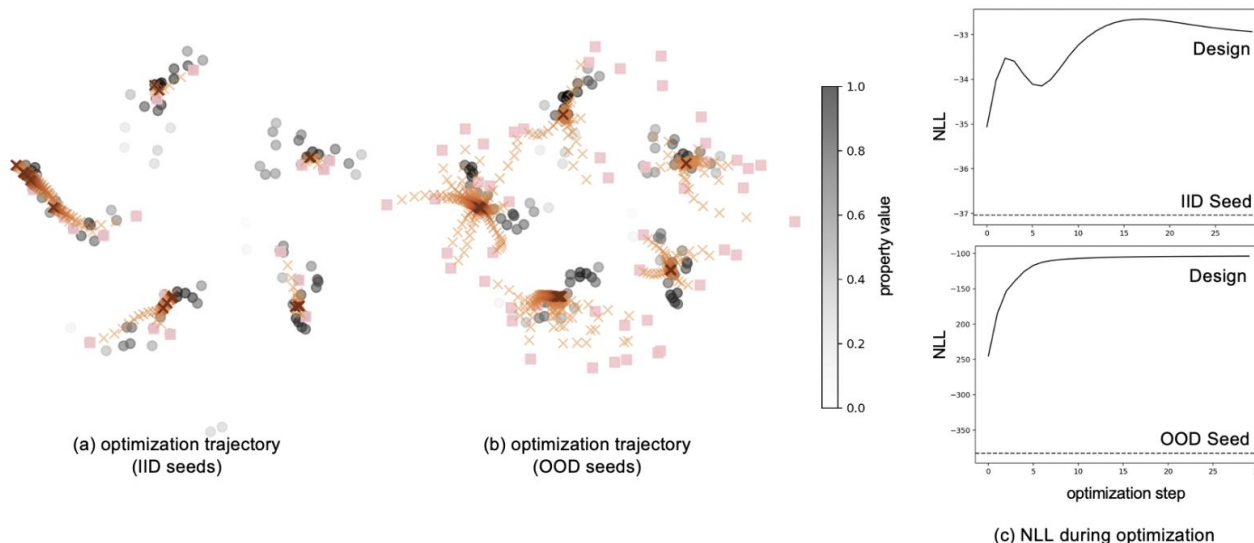 (a) optimization trajectory
(IID seeds)
(b) optimization trajectory
(OOD seeds)
1.0
0.8
0.6
0.4
0.2
0.0
property value
−33
−34
−35
−36
−37
NLL
Design
IID Seed
0 5 10 15 20 25
−100
−150
200
250
−300
−350
NLL
Design
OOD Seed
0 5 10 15 20 25
optimization step
(c) NLL during optimization